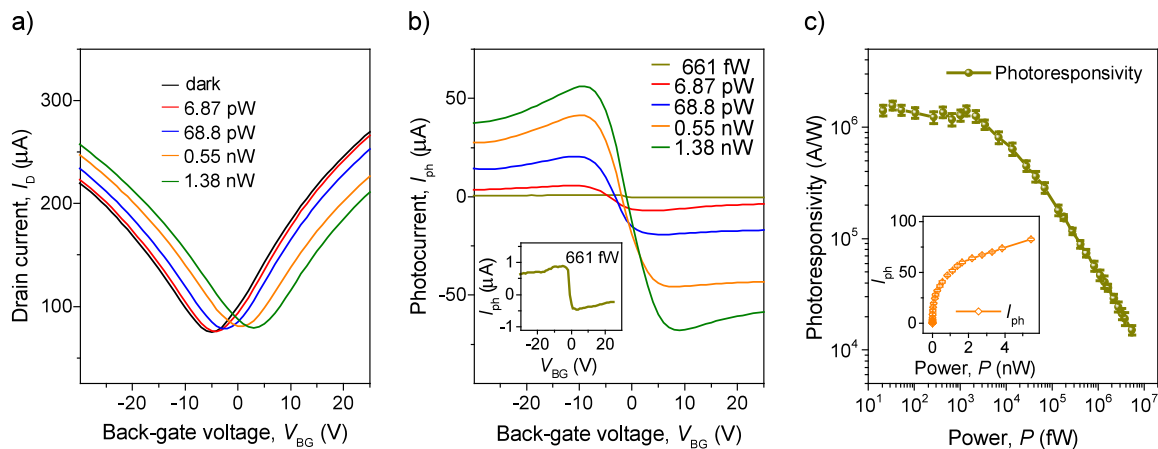 a)
Drain current, I_D (µA)
300
200
100
dark
6.87 pW
68.8 pW
0.55 nW
1.38 nW
-20 -10 0 10 20
Back-gate voltage, V_BG (V)
b)
Photocurrent, I_ph (µA)
50
0
-50
661 fW
6.87 pW
68.8 pW
0.55 nW
1.38 nW
I_ph (µA)
1
0
-1
661 fW
-20 0 20
V_BG (V)
-20 -10 0 10 20
Back-gate voltage, V_BG (V)
c)
Photoresponsivity (A/W)
10^6
10^5
10^4
Photoresponsivity
I_ph
100
50
0
I_ph
0 2 4
Power, P (nW)
10^1 10^2 10^3 10^4 10^5 10^6 10^7
Power, P (fW)